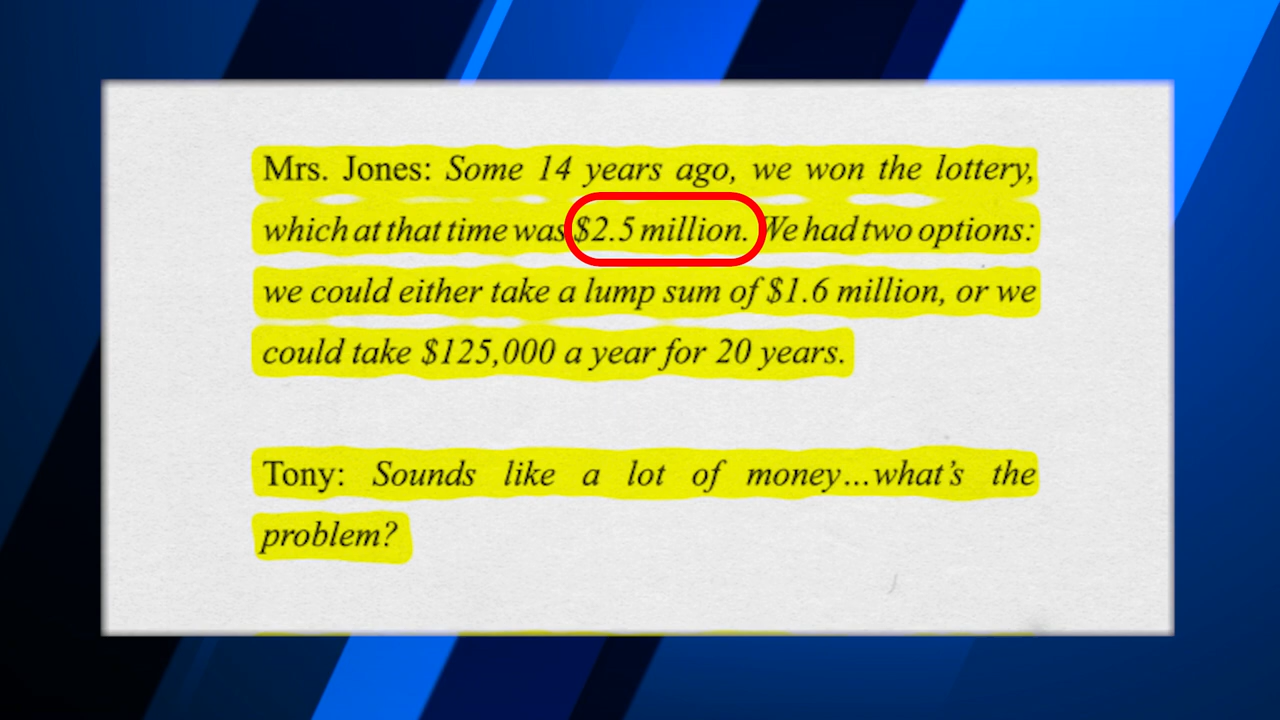 Mrs. Jones: Some 14 years ago, we won the lottery,
which at that time was $2.5 million. We had two options:
we could either take a lump sum of $1.6 million, or we
could take $125,000 a year for 20 years.
Tony: Sounds like a lot of money...what’s the
problem?